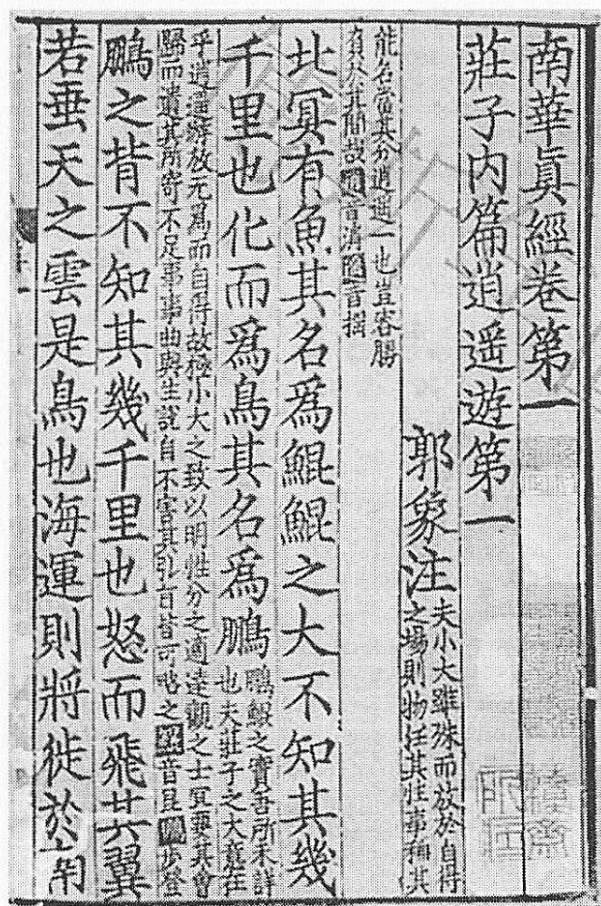 南華眞經卷第一
莊子内篇逍遥遊第一
郭象注
夫小大雖殊而放於自得
之場則物任其性事稱其
能各當其分逍遥一也豈容勝
負於其間哉音消音揺
北冥有魚其名爲鯤鯤之大不知其幾
千里也化而爲鳥其名爲鵬
鵬鯤之實吾所未詳
也夫莊子之大意在
乎逍遥遊放无爲而自得故極小大之致以明性分之適達觀之士宜要其會
歸而遺其所寄不足事事曲與生說自不害其弘旨皆可略之音昆步登
鵬之背不知其幾千里也怒而飛其翼
若垂天之雲是鳥也海運則將徙於南